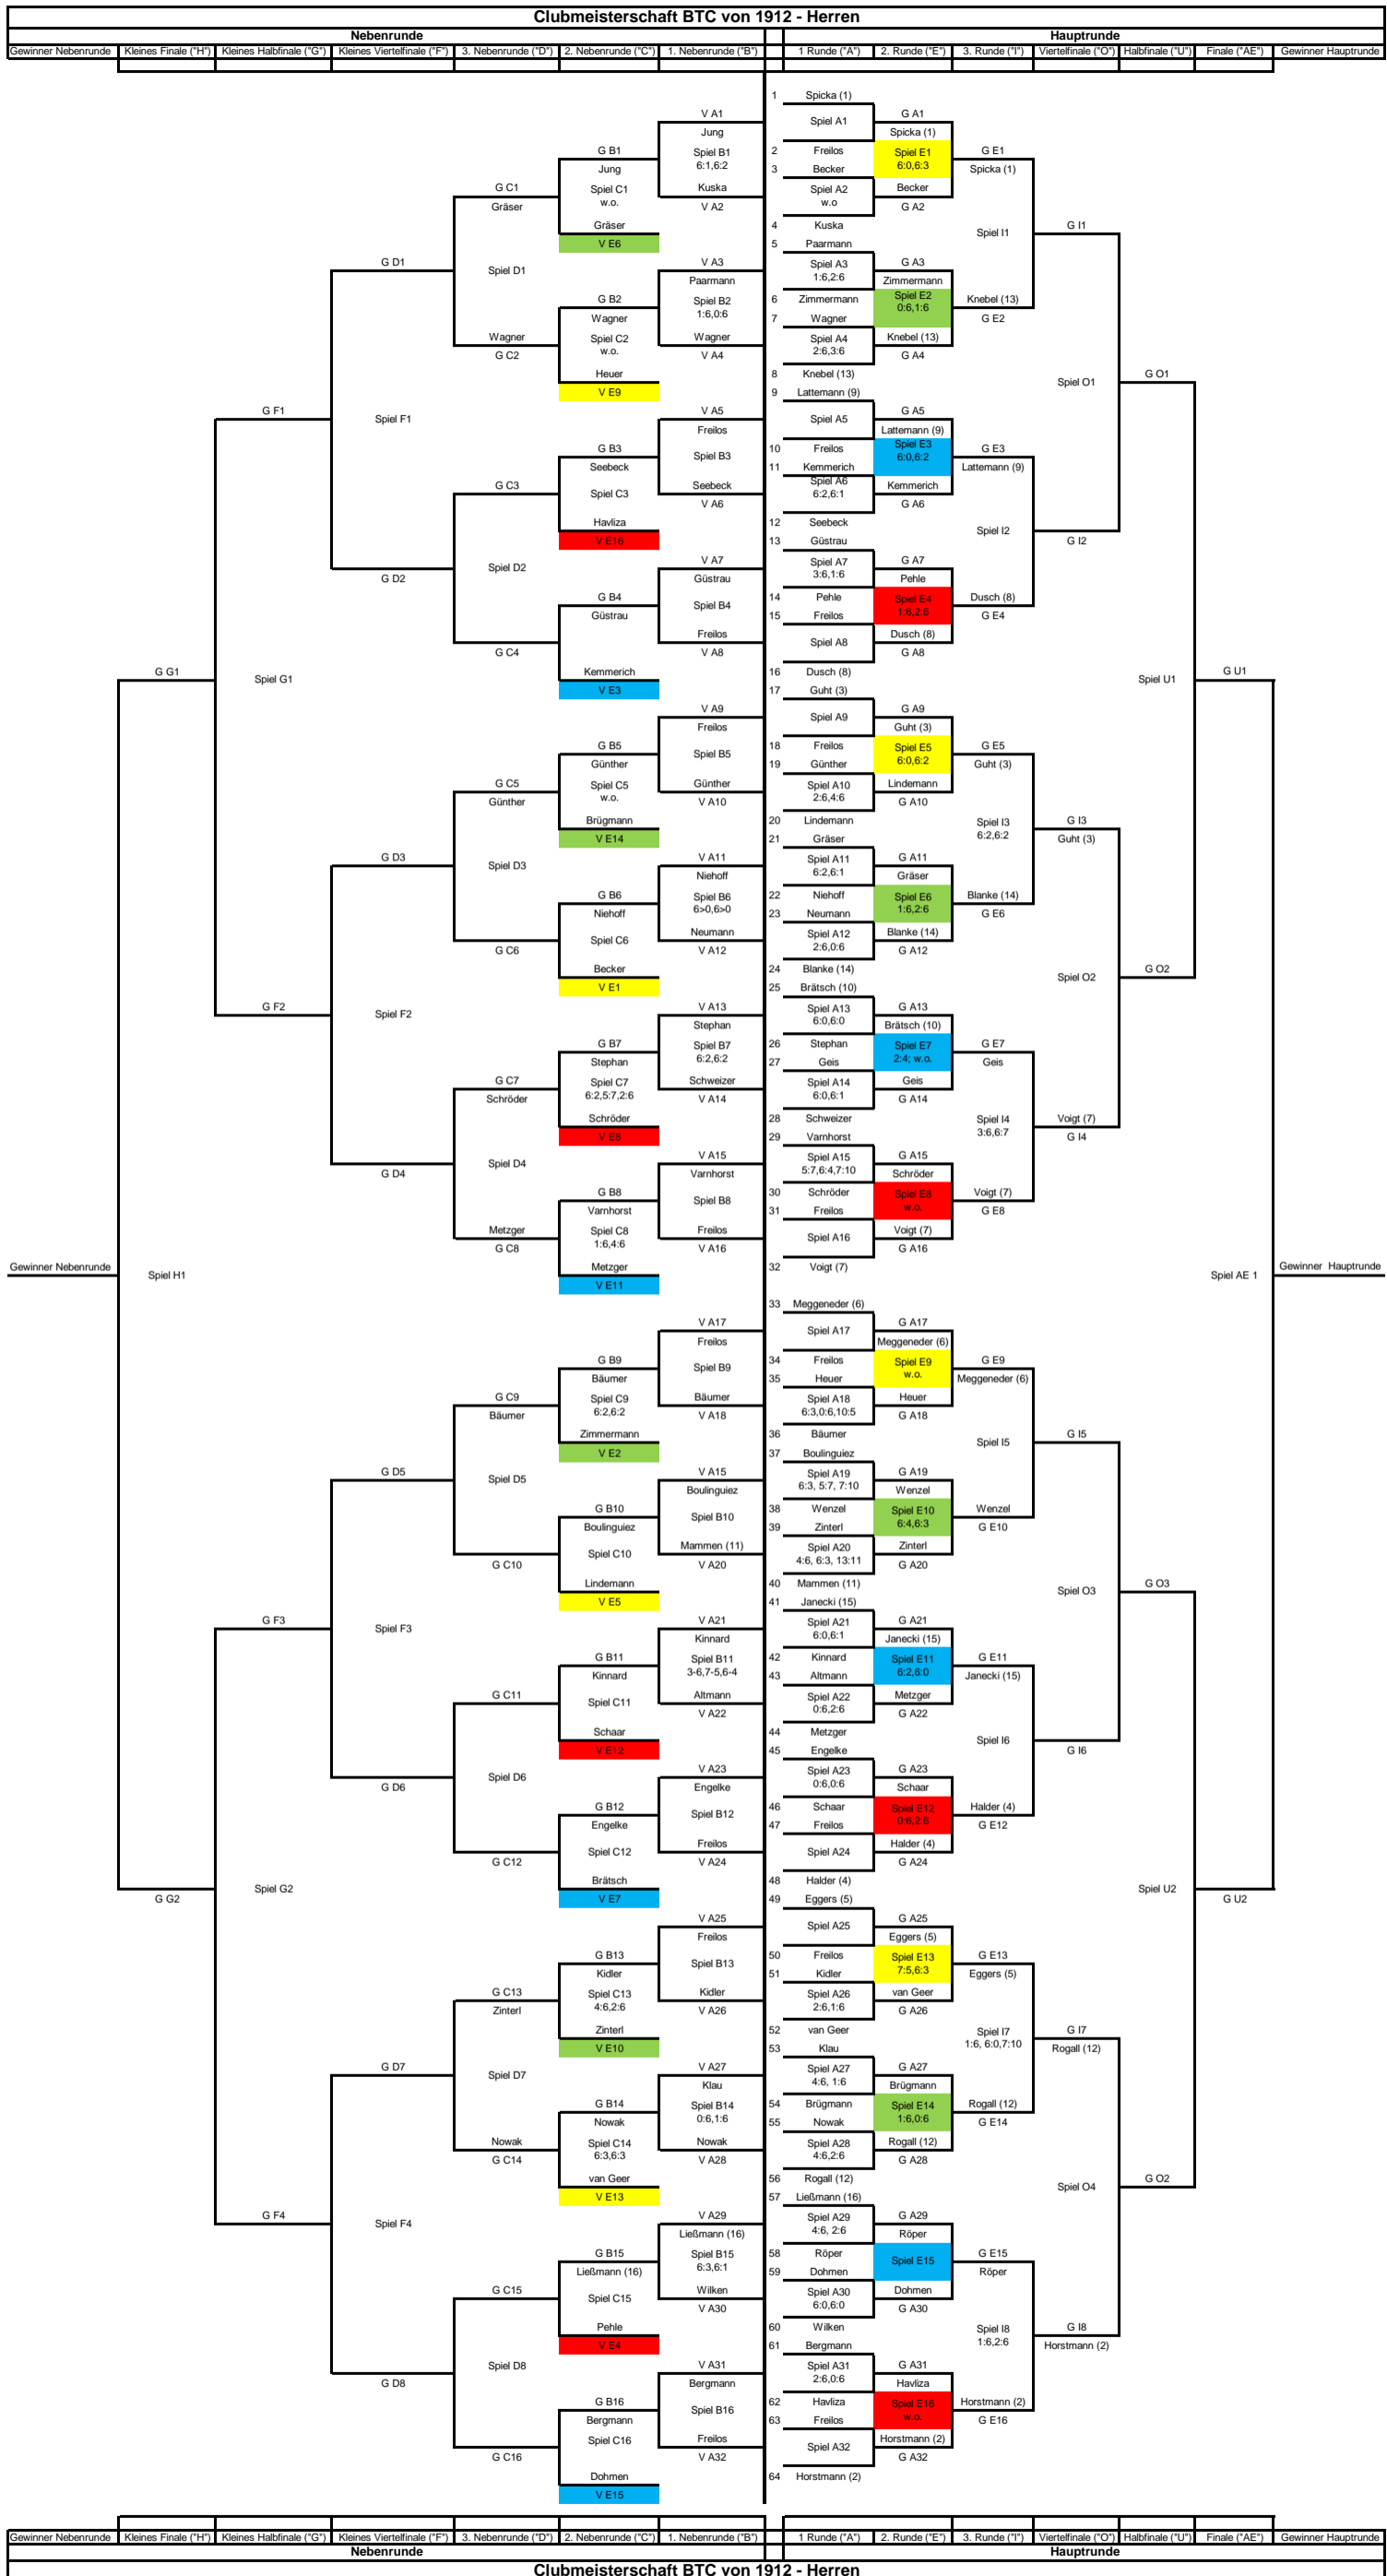 Clubmeisterschaft BTC von 1912 - Herren
Nebenrunde Hauptrunde
Gewinner Nebenrunde Kleines Finale ("H") Kleines Halbfinale ("G") Kleines Viertelfinale ("F") 3. Nebenrunde ("D") 2. Nebenrunde ("C") 1. Nebenrunde ("B") 1 Runde ("A") 2. Runde ("E") 3. Runde ("I") Viertelfinale ("O") Halbfinale ("U") Finale ("AE") Gewinner Hauptrunde
1 Spicka (1)
V A1 G A1
Spiel A1
Jung Spicka (1)
G B1 Spiel B1 2 Freilos Spiel E1 G E1
6:1,6:2 6:0,6:3
Jung 3 Becker Spicka (1)
G C1 Spiel C1 Kuska Spiel A2 Becker
w.o. w.o
Gräser V A2 G A2
Gräser 4 Kuska G I1
Spiel I1
V E6 5 Paarmann
G D1 V A3 Spiel A3 G A3
Spiel D1 1:6,2:6
Paarmann Zimmermann
G B2 Spiel B2 6 Zimmermann Spiel E2 Knebel (13)
1:6,0:6 0:6,1:6
Wagner 7 Wagner G E2
Wagner Spiel C2 Wagner Spiel A4 Knebel (13)
w.o. 2:6,3:6
G C2 V A4 G A4
Heuer 8 Knebel (13) G O1
Spiel O1
V E9 9 Lattemann (9)
G F1 V A5 G A5
Spiel F1 Spiel A5
Freilos Lattemann (9)
G B3 10 Freilos Spiel E3 G E3
Spiel B3 6:0,6:2
Seebeck 11 Kemmerich Lattemann (9)
G C3 Spiel C3 Seebeck Spiel A6 Kemmerich
6:2,6:1
V A6 G A6
Havliza 12 Seebeck
Spiel I2
V E16 13 Güstrau G I2
V A7 Spiel A7 G A7
Spiel D2 3:6,1:6
G D2 Güstrau Pehle
G B4 14 Pehle Spiel E4 Dusch (8)
Spiel B4 1:6,2:6
Güstrau 15 Freilos G E4
Freilos Dusch (8)
Spiel A8
G C4 V A8 G A8
G G1 Kemmerich 16 Dusch (8) G U1
Spiel G1 Spiel U1
V E3 17 Guht (3)
V A9 G A9
Spiel A9
Freilos Guht (3)
G B5 18 Freilos Spiel E5 G E5
Spiel B5 6:0,6:2
Günther 19 Günther Guht (3)
G C5 Spiel C5 Günther Spiel A10 Lindemann
w.o. 2:6,4:6
Günther V A10 G A10
Brügmann 20 Lindemann Spiel I3 G I3
6:2,6:2
V E14 21 Gräser Guht (3)
G D3 V A11 Spiel A11 G A11
Spiel D3 6:2,6:1
Niehoff Gräser
G B6 Spiel B6 22 Niehoff Spiel E6 Blanke (14)
6>0,6>0 1:6,2:6
Niehoff 23 Neumann G E6
Spiel C6 Neumann Spiel A12 Blanke (14)
2:6,0:6
G C6 V A12 G A12
Becker 24 Blanke (14) G O2
Spiel O2
V E1 25 Brätsch (10)
G F2 V A13 Spiel A13 G A13
Spiel F2 6:0,6:0
Stephan Brätsch (10)
G B7 Spiel B7 26 Stephan Spiel E7 G E7
6:2,6:2 2:4; w.o.
Stephan 27 Geis Geis
G C7 Spiel C7 Schweizer Spiel A14 Geis
6:2,5:7,2:6 6:0,6:1
Schröder V A14 G A14
Schröder 28 Schweizer Spiel I4 Voigt (7)
3:6,6:7
V E8 29 Varnhorst G I4
V A15 Spiel A15 G A15
Spiel D4 5:7,6:4,7:10
G D4 Varnhorst Schröder
G B8 30 Schröder Spiel E8 Voigt (7)
Spiel B8 w.o.
Varnhorst 31 Freilos G E8
Metzger Spiel C8 Freilos Voigt (7)
1:6,4:6 Spiel A16
G C8 V A16 G A16
Gewinner Nebenrunde Metzger 32 Voigt (7) Gewinner Hauptrunde
Spiel H1 Spiel AE 1
V E11
33 Meggeneder (6)
V A17 G A17
Spiel A17
Freilos Meggeneder (6)
G B9 34 Freilos Spiel E9 G E9
Spiel B9 w.o.
Bäumer 35 Heuer Meggeneder (6)
G C9 Spiel C9 Bäumer Spiel A18 Heuer
6:2,6:2 6:3,0:6,10:5
Bäumer V A18 G A18
Zimmermann 36 Bäumer G I5
Spiel I5
V E2 37 Boulinguiez
G D5 V A15 Spiel A19 G A19
Spiel D5 6:3, 5:7, 7:10
Boulinguiez Wenzel
G B10 38 Wenzel Spiel E10 Wenzel
Spiel B10 6:4,6:3
Boulinguiez 39 Zinterl G E10
Spiel C10 Mammen (11) Spiel A20 Zinterl
4:6, 6:3, 13:11
G C10 V A20 G A20
Lindemann 40 Mammen (11) G O3
Spiel O3
V E5 41 Janecki (15)
G F3 V A21 Spiel A21 G A21
Spiel F3 6:0,6:1
Kinnard Janecki (15)
G B11 Spiel B11 42 Kinnard Spiel E11 G E11
3-6,7-5,6-4 6:2,6:0
Kinnard 43 Altmann Janecki (15)
G C11 Spiel C11 Altmann Spiel A22 Metzger
0:6,2:6
V A22 G A22
Schaar 44 Metzger
Spiel I6
V E12 45 Engelke G I6
V A23 Spiel A23 G A23
Spiel D6 0:6,0:6
G D6 Engelke Schaar
G B12 46 Schaar Spiel E12 Halder (4)
Spiel B12 0:6,2:6
Engelke 47 Freilos G E12
Spiel C12 Freilos Spiel A24 Halder (4)
G C12 V A24 G A24
Brätsch 48 Halder (4)
Spiel G2 Spiel U2
G G2 V E7 49 Eggers (5) G U2
V A25 G A25
Spiel A25
Freilos Eggers (5)
G B13 50 Freilos Spiel E13 G E13
Spiel B13 7:5,6:3
Kidler 51 Kidler Eggers (5)
G C13 Spiel C13 Kidler Spiel A26 van Geer
4:6,2:6 2:6,1:6
Zinterl V A26 G A26
Zinterl 52 van Geer Spiel I7 G I7
1:6, 6:0,7:10
V E10 53 Klau Rogall (12)
G D7 V A27 Spiel A27 G A27
Spiel D7 4:6, 1:6
Klau Brügmann
G B14 Spiel B14 54 Brügmann Spiel E14 Rogall (12)
0:6,1:6 1:6,0:6
Nowak 55 Nowak G E14
Nowak Spiel C14 Nowak Spiel A28 Rogall (12)
6:3,6:3 4:6,2:6
G C14 V A28 G A28
van Geer 56 Rogall (12) G O2
Spiel O4
V E13 57 Ließmann (16)
G F4 V A29 Spiel A29 G A29
Spiel F4 4:6, 2:6
Ließmann (16) Röper
G B15 Spiel B15 58 Röper G E15
6:3,6:1 Spiel E15
Ließmann (16) 59 Dohmen Röper
G C15 Spiel C15 Wilken Spiel A30 Dohmen
6:0,6:0
V A30 G A30
Pehle 60 Wilken Spiel I8 G I8
1:6,2:6
V E4 61 Bergmann Horstmann (2)
V A31 Spiel A31 G A31
Spiel D8 2:6,0:6
G D8 Bergmann Havliza
G B16 62 Havliza Spiel E16 Horstmann (2)
Spiel B16 w.o.
Bergmann 63 Freilos G E16
Spiel C16 Freilos Horstmann (2)
Spiel A32
G C16 V A32 G A32
Dohmen 64 Horstmann (2)
V E15
Gewinner Nebenrunde Kleines Finale ("H") Kleines Halbfinale ("G") Kleines Viertelfinale ("F") 3. Nebenrunde ("D") 2. Nebenrunde ("C") 1. Nebenrunde ("B") 1 Runde ("A") 2. Runde ("E") 3. Runde ("I") Viertelfinale ("O") Halbfinale ("U") Finale ("AE") Gewinner Hauptrunde
Nebenrunde Hauptrunde
Clubmeisterschaft BTC von 1912 - Herren